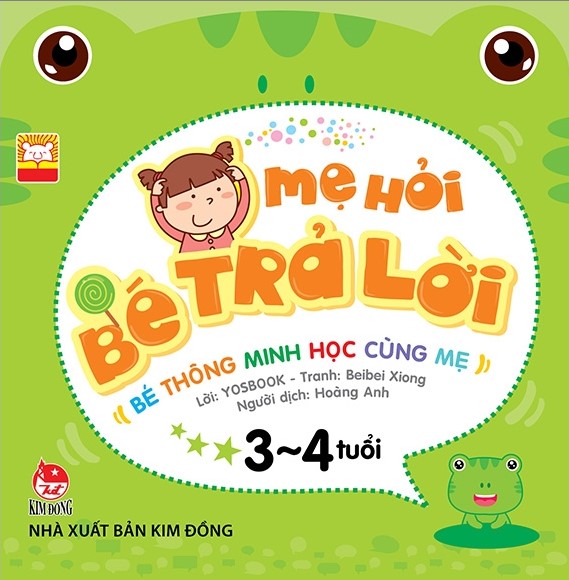 MẸ HỎI
BÉ TRẢ LỜI
BÉ THÔNG MINH HỌC CÙNG MẸ
Lời: YOSBOOK - Tranh: Beibei Xiong
Người dịch: Hoàng Anh
3~4 tuổi
KIM ĐỒNG
NHÀ XUẤT BẢN KIM ĐỒNG